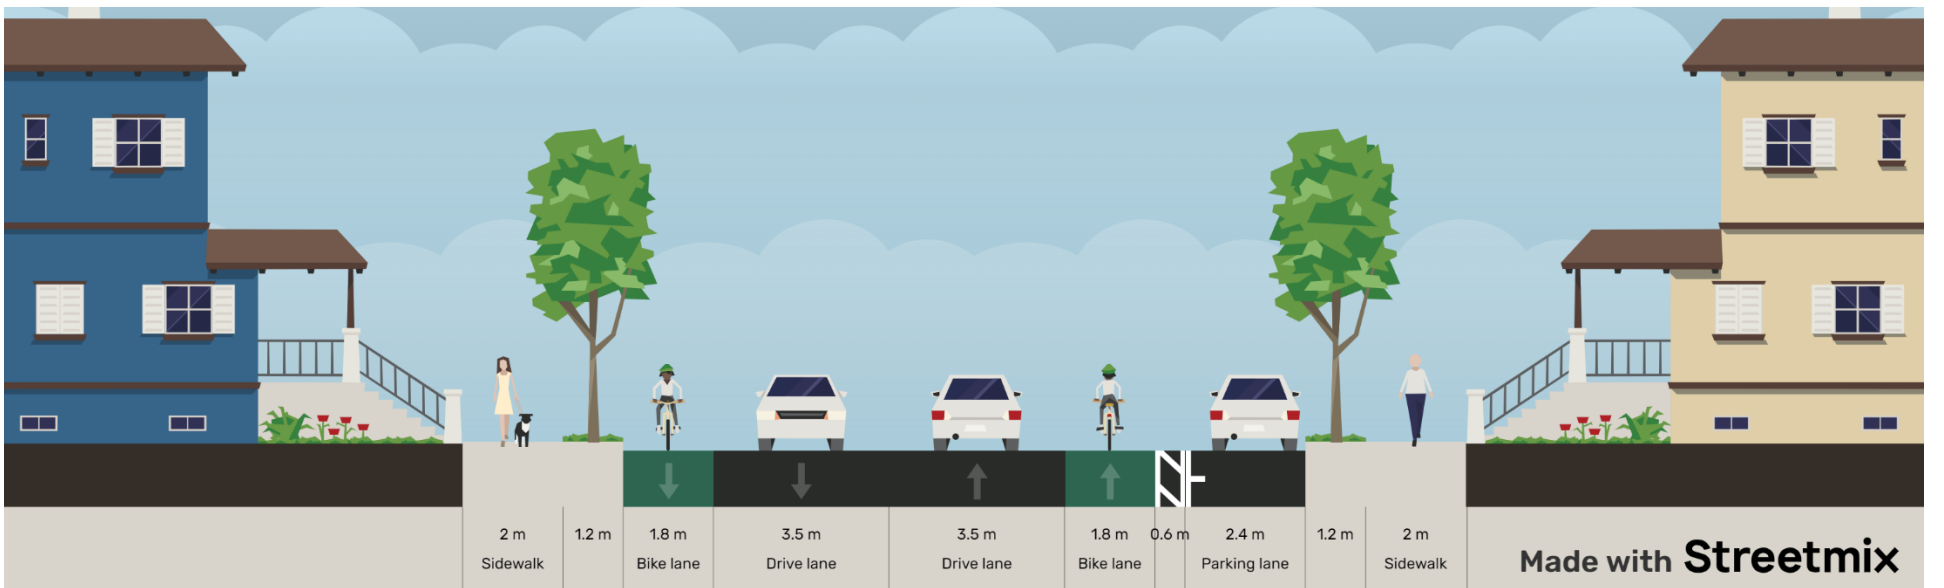 2 m
Sidewalk
1.2 m
1.8 m
Bike lane
3.5 m
Drive lane
3.5 m
Drive lane
1.8 m
Bike lane
0.6 m
2.4 m
Parking lane
1.2 m
2 m
Sidewalk
Made with Streetmix